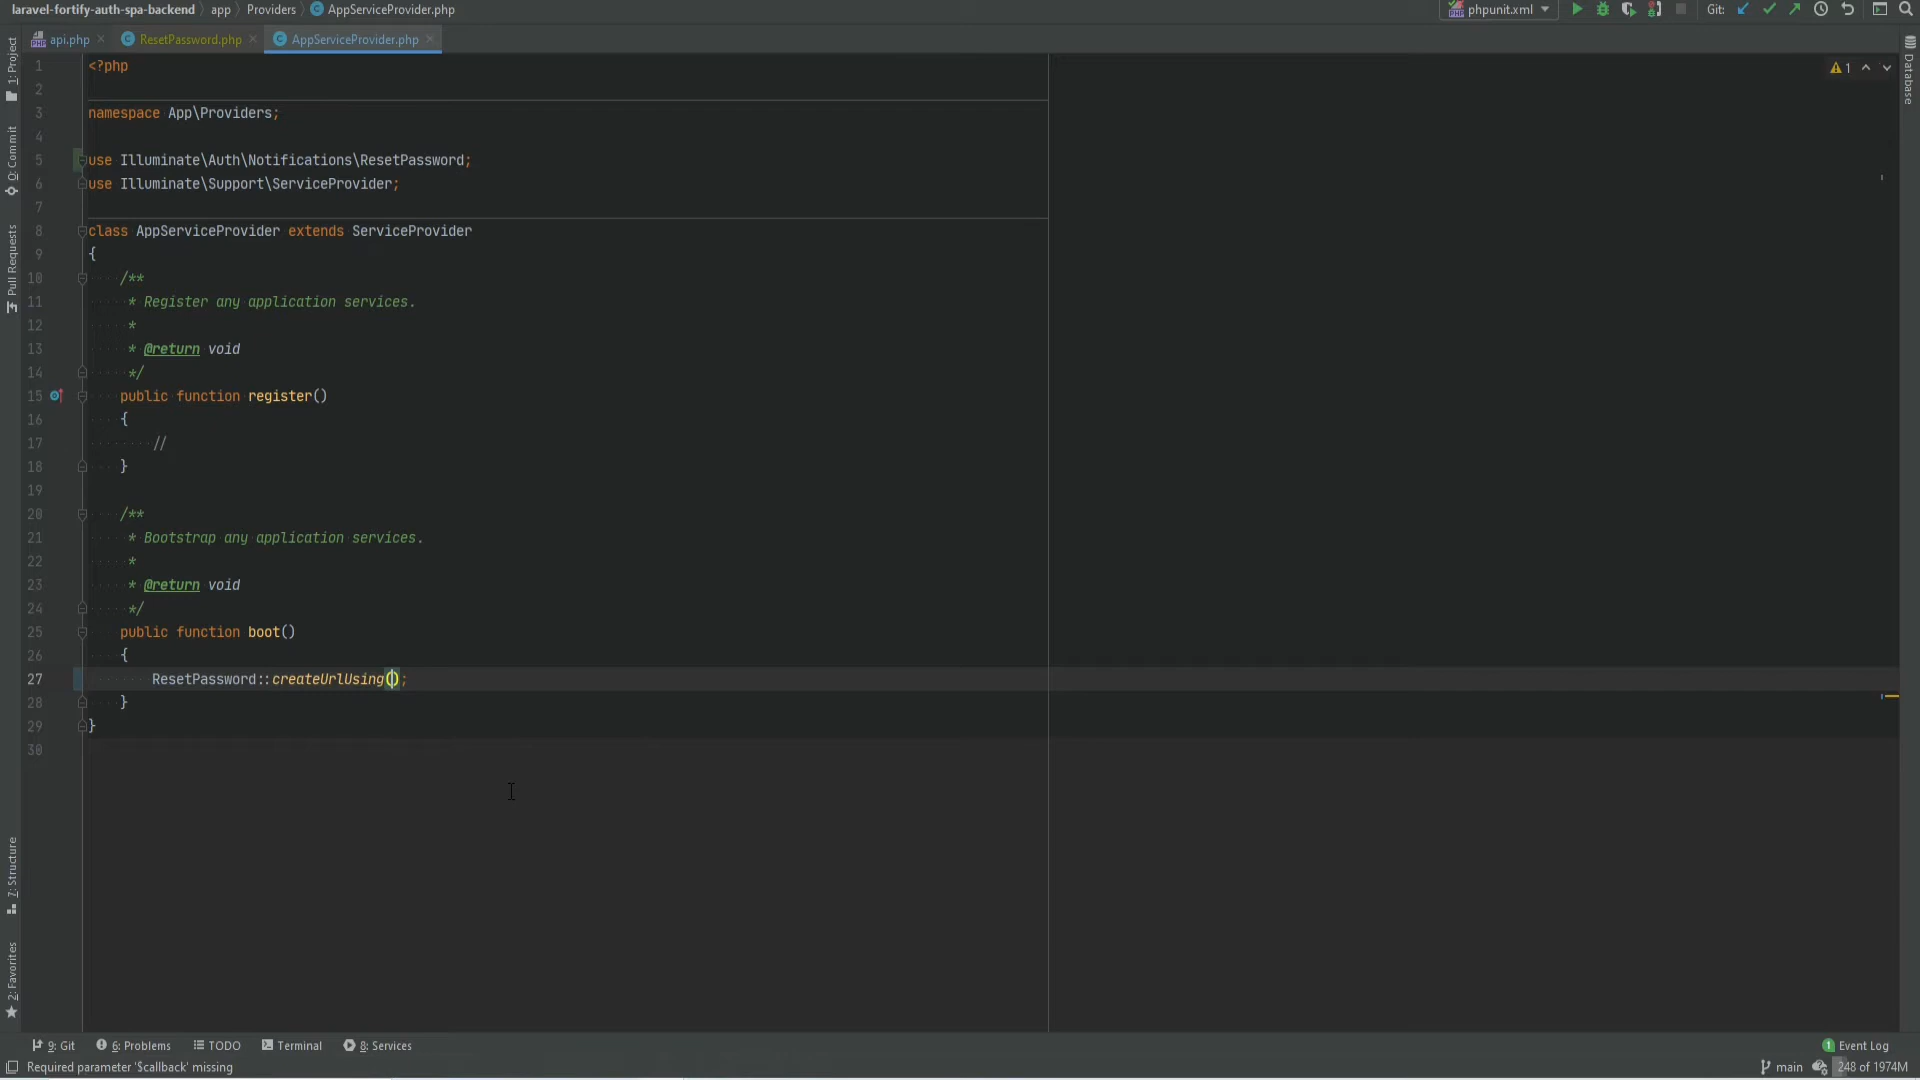 laravel-fortify-auth-spa-backend app Providers AppServiceProvider.php phpunit.xml Git:
api.php ResetPassword.php AppServiceProvider.php
1 <?php
2
3 namespace App\Providers;
4
5 use Illuminate\Auth\Notifications\ResetPassword;
6 use Illuminate\Support\ServiceProvider;
7
8 class AppServiceProvider extends ServiceProvider
9 {
10 /**
11 * Register any application services.
12 *
13 * @return void
14 */
15 public function register()
16 {
17 //
18 }
19
20 /**
21 * Bootstrap any application services.
22 *
23 * @return void
24 */
25 public function boot()
26 {
27 ResetPassword::createUrlUsing();
28 }
29 }
30
1
1: Project
0: Commit
Pull Requests
7: Structure
2: Favorites
Database
9: Git 6: Problems TODO Terminal 8: Services 1 Event Log
Required parameter '$callback' missing main 248 of 1974M